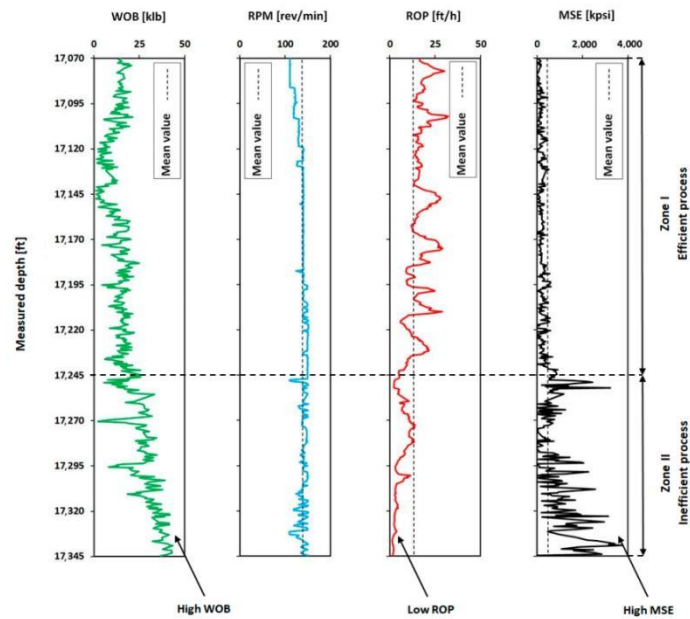 WOB [klb]
RPM [rev/min]
ROP [ft/h]
MSE [kpsi]
0 25 50
0 100 200
0 25 50
0 2,000 4,000
17,070
17,095
17,120
17,145
17,170
17,195
17,220
17,245
17,270
17,295
17,320
17,345
Measured depth [ft]
Mean value
Mean value
Mean value
Mean value
Zone I
Efficient process
Zone II
Inefficient process
High WOB
Low ROP
High MSE